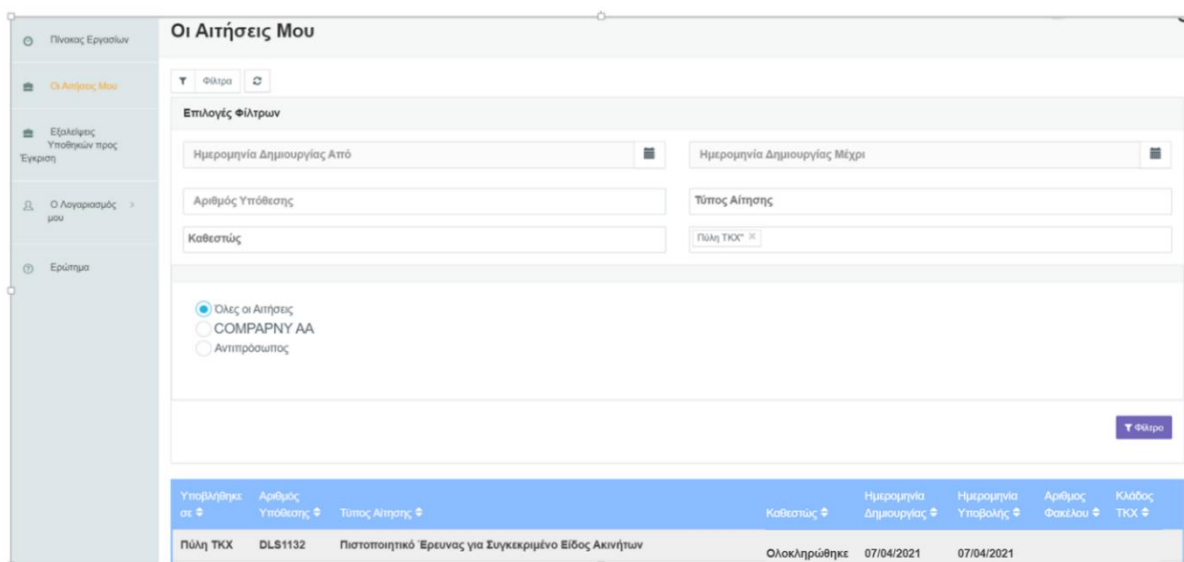 Οι Αιτήσεις Μου
Πίνακας Εργασίων
Οι Αιτήσεις Μου
Εξαλείψεις
Υποθηκών προς
Έγκριση
Ο Λογαριασμός
μου
Ερώτημα
Φίλτρα
Επιλογές Φίλτρων
Ημερομηνία Δημιουργίας Από
Ημερομηνία Δημιουργίας Μέχρι
Αριθμός Υπόθεσης
Τύπος Αίτησης
Καθεστώς
Πύλη ΤΚΧ" ×
Όλες οι Αιτήσεις
COMPAPNY AA
Αντιπρόσωπος
Φίλτρο
Υποβλήθηκε σε Αριθμός Υπόθεσης Τύπος Αίτησης Καθεστώς Ημερομηνία Δημιουργίας Ημερομηνία Υποβολής Αριθμος Φακέλου Κλάδος ΤΚΧ
Πύλη ΤΚΧ DLS1132 Πιστοποιητικό Έρευνας για Συγκεκριμένο Είδος Ακινήτων Ολοκληρώθηκε 07/04/2021 07/04/2021